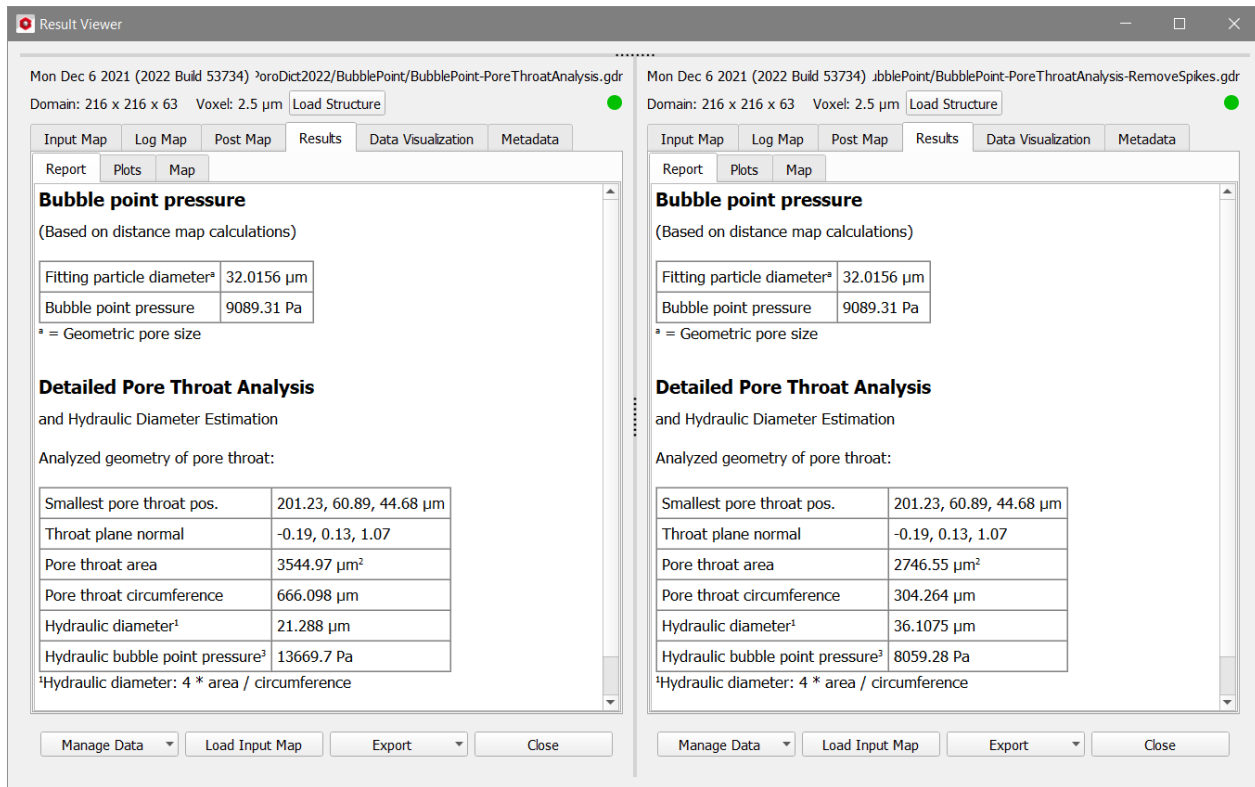 Result Viewer
Mon Dec 6 2021 (2022 Build 53734) ²oroDict2022/BubblePoint/BubblePoint-PoreThroatAnalysis.gdr
Domain: 216 x 216 x 63 Voxel: 2.5 µm Load Structure
Input Map Log Map Post Map Results Data Visualization Metadata
Report Plots Map
Bubble point pressure
(Based on distance map calculations)
Fitting particle diameterᵃ 32.0156 µm
Bubble point pressure 9089.31 Pa
ᵃ = Geometric pore size
Detailed Pore Throat Analysis
and Hydraulic Diameter Estimation
Analyzed geometry of pore throat:
Smallest pore throat pos. 201.23, 60.89, 44.68 µm
Throat plane normal -0.19, 0.13, 1.07
Pore throat area 3544.97 µm²
Pore throat circumference 666.098 µm
Hydraulic diameter¹ 21.288 µm
Hydraulic bubble point pressure³ 13669.7 Pa
¹Hydraulic diameter: 4 * area / circumference
Manage Data Load Input Map Export Close
Mon Dec 6 2021 (2022 Build 53734) JbblePoint/BubblePoint-PoreThroatAnalysis-RemoveSpikes.gdr
Domain: 216 x 216 x 63 Voxel: 2.5 µm Load Structure
Input Map Log Map Post Map Results Data Visualization Metadata
Report Plots Map
Bubble point pressure
(Based on distance map calculations)
Fitting particle diameterᵃ 32.0156 µm
Bubble point pressure 9089.31 Pa
ᵃ = Geometric pore size
Detailed Pore Throat Analysis
and Hydraulic Diameter Estimation
Analyzed geometry of pore throat:
Smallest pore throat pos. 201.23, 60.89, 44.68 µm
Throat plane normal -0.19, 0.13, 1.07
Pore throat area 2746.55 µm²
Pore throat circumference 304.264 µm
Hydraulic diameter¹ 36.1075 µm
Hydraulic bubble point pressure³ 8059.28 Pa
¹Hydraulic diameter: 4 * area / circumference
Manage Data Load Input Map Export Close